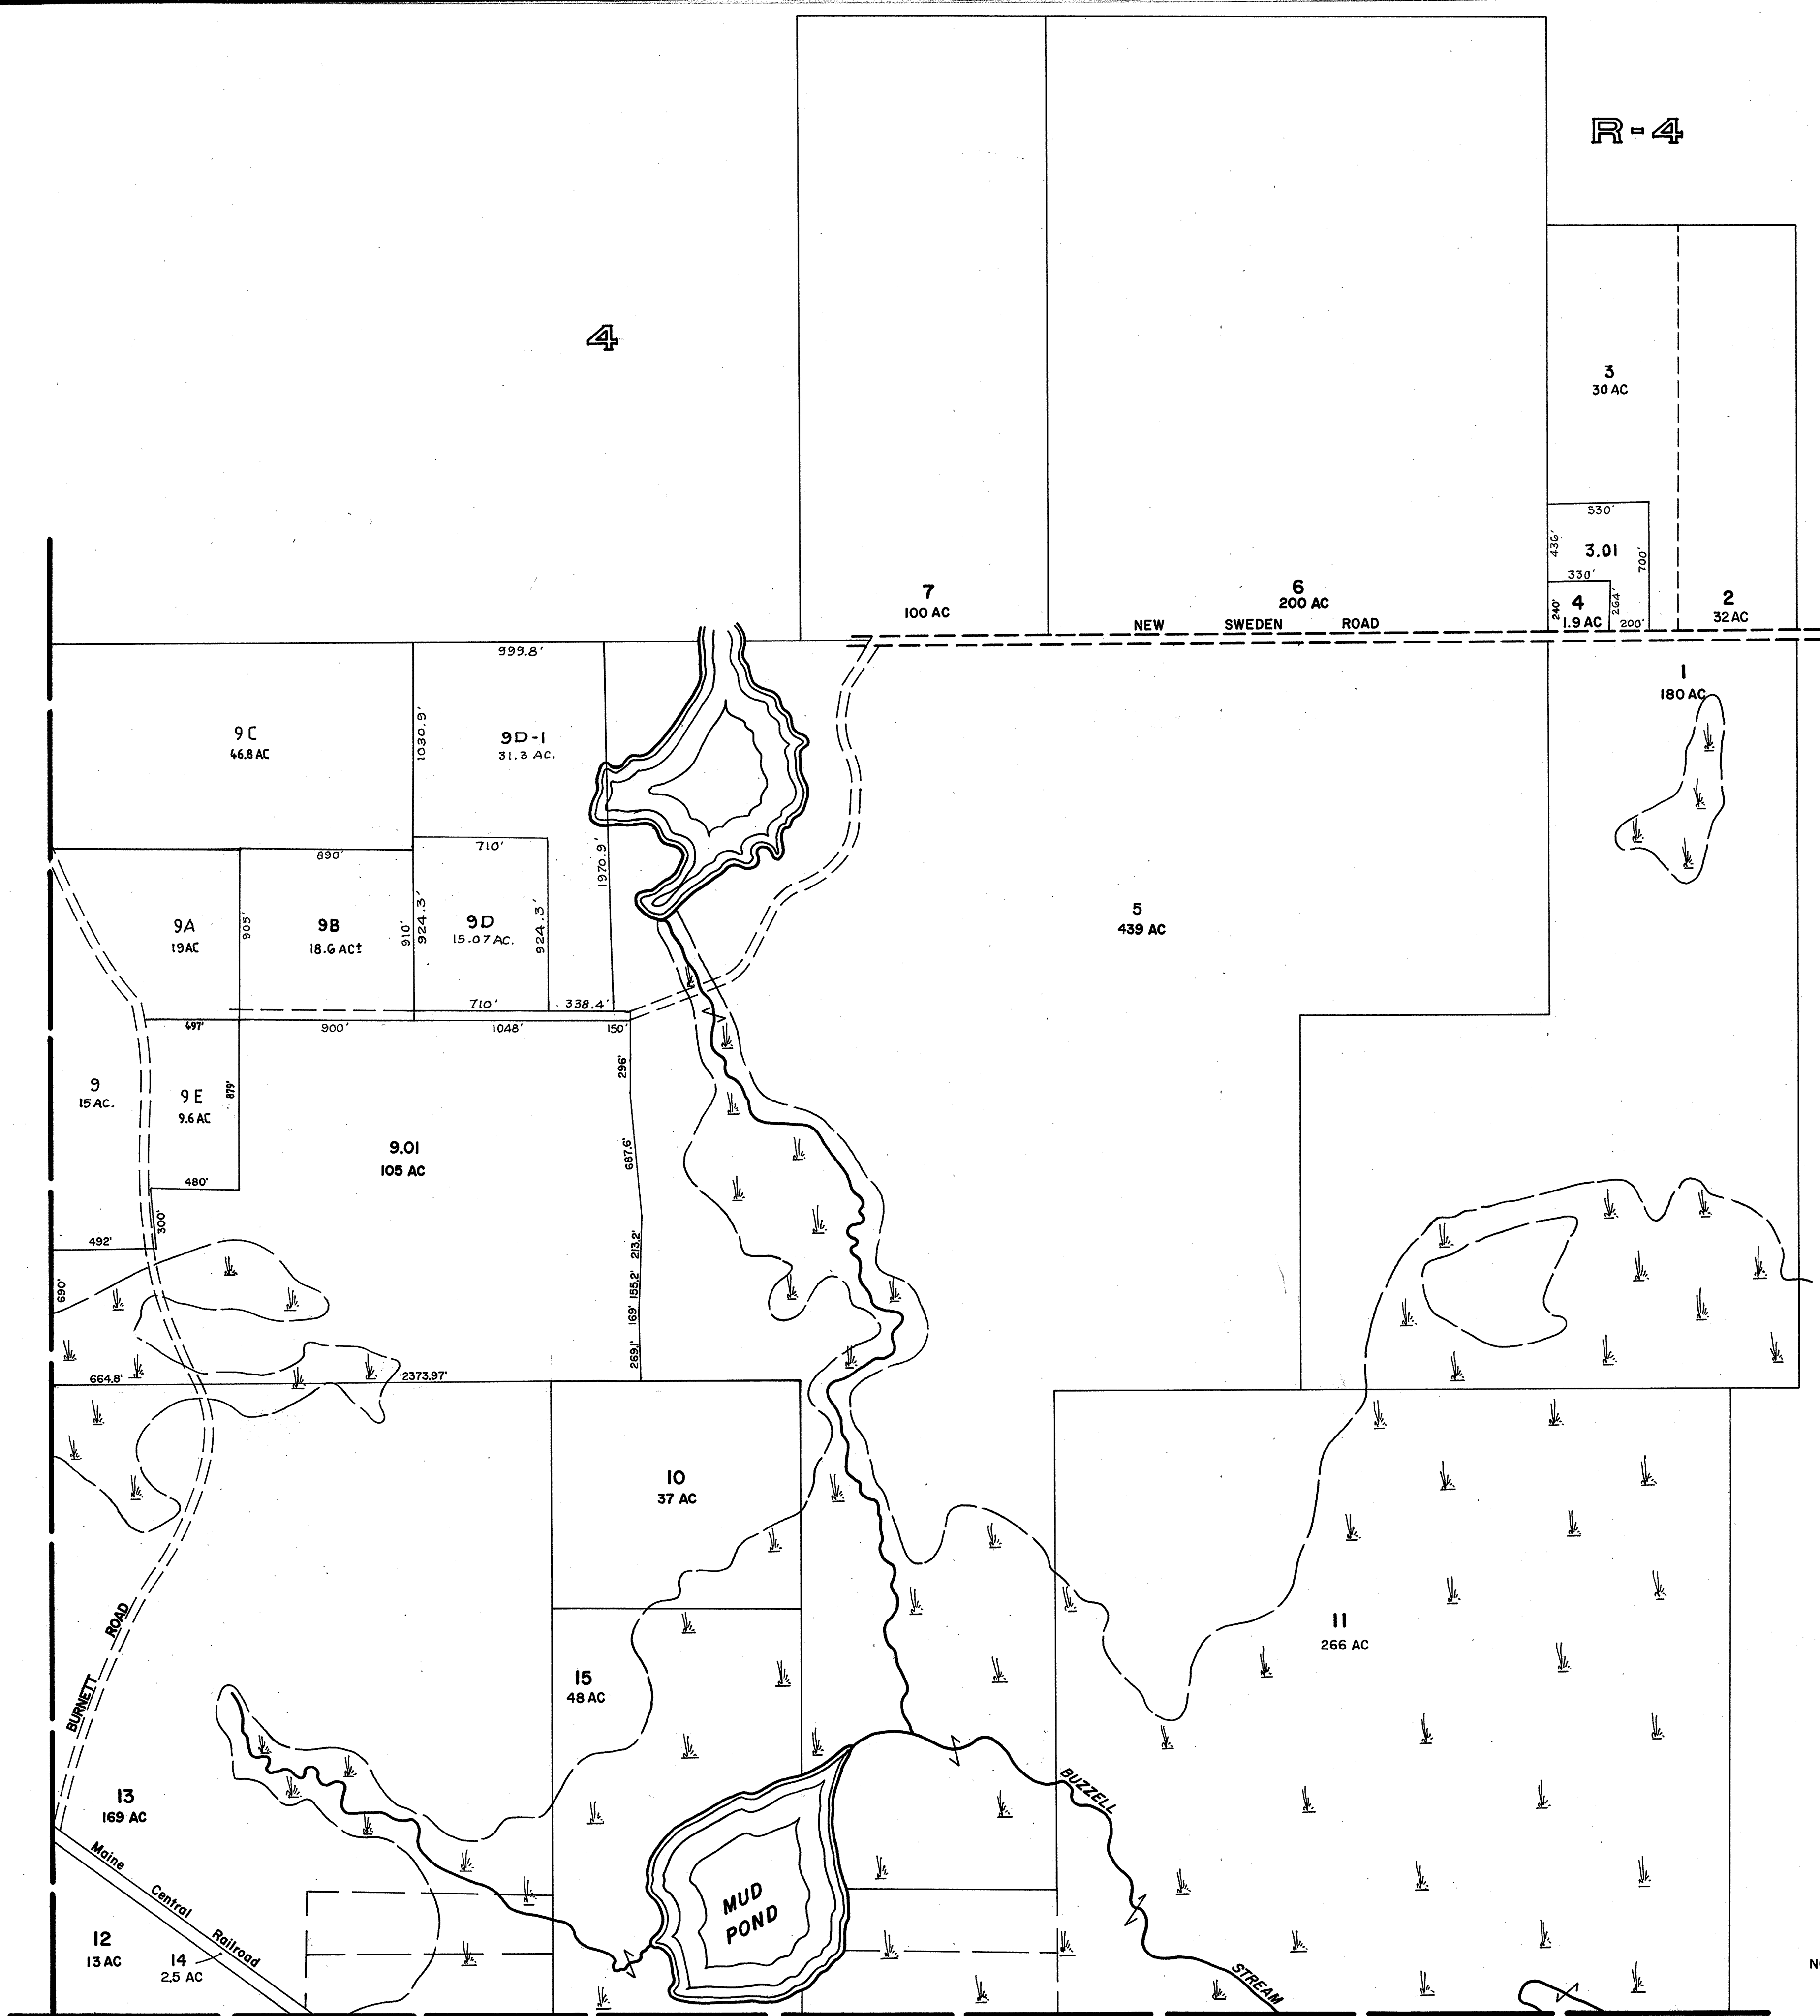 R-4
4
3
30 AC
530'
436'
3.01
700'
330'
240'
4
1.9 AC
264'
200'
2
32 AC
7
100 AC
6
200 AC
NEW SWEDEN ROAD
1
180 AC
999.8'
9C
46.8 AC
1030.9'
9D-1
31.3 AC.
890'
710'
1970.9'
9A
19 AC
905'
9B
18.6 AC±
910'
924.3'
9D
15.07 AC.
924.3'
5
439 AC
710'
338.4'
497'
900'
1048'
150'
296'
9
15 AC.
9E
9.6 AC
879'
9.01
105 AC
687.6'
480'
300'
492'
213.2'
690'
155.2'
169'
269.1'
664.8'
2373.97'
10
37 AC
BURNETT ROAD
11
266 AC
15
48 AC
BUZZELL STREAM
13
169 AC
Maine Central Railroad
MUD
POND
12
13 AC
14
2.5 AC